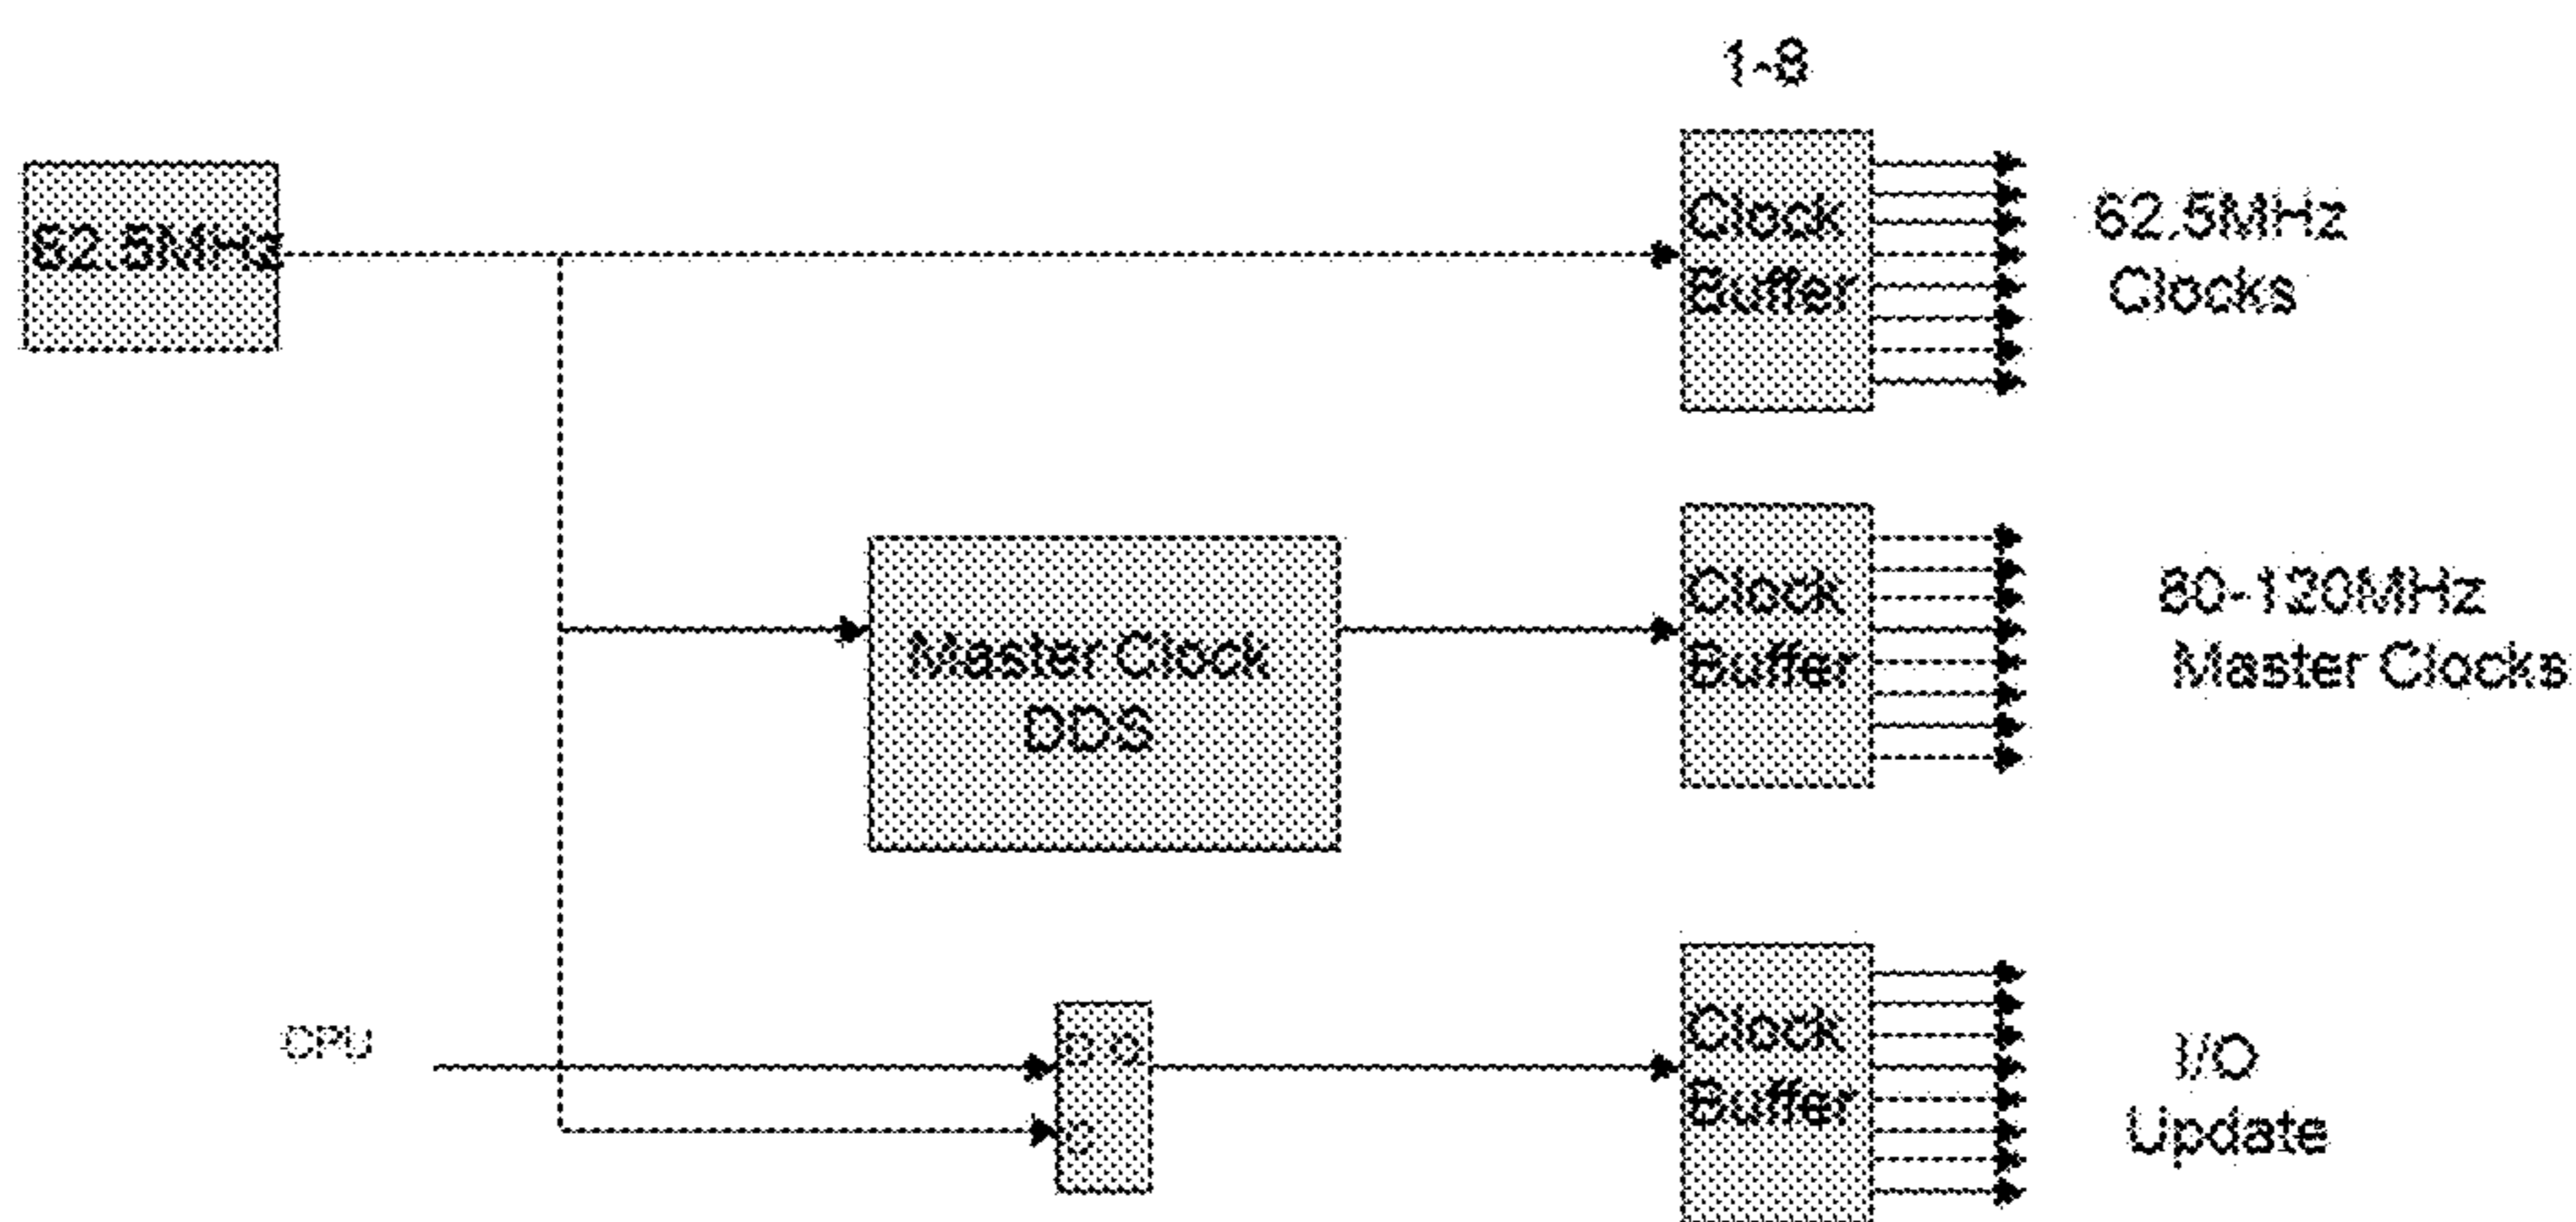 1-8
62.5MHz
Clock
Buffer
62.5MHz
Clocks
Master Clock
DDS
Clock
Buffer
80-120MHz
Master Clocks
CPU
D Q
C
Clock
Buffer
I/O
Update